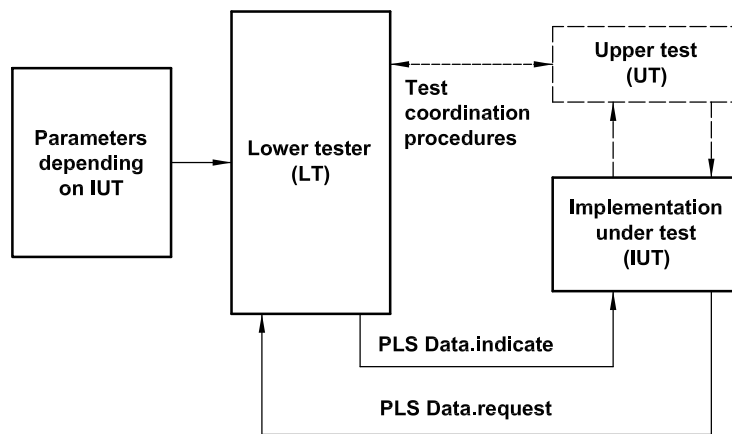 Parameters
depending
on IUT
Lower tester
(LT)
Test
coordination
procedures
Upper test
(UT)
Implementation
under test
(IUT)
PLS Data.indicate
PLS Data.request